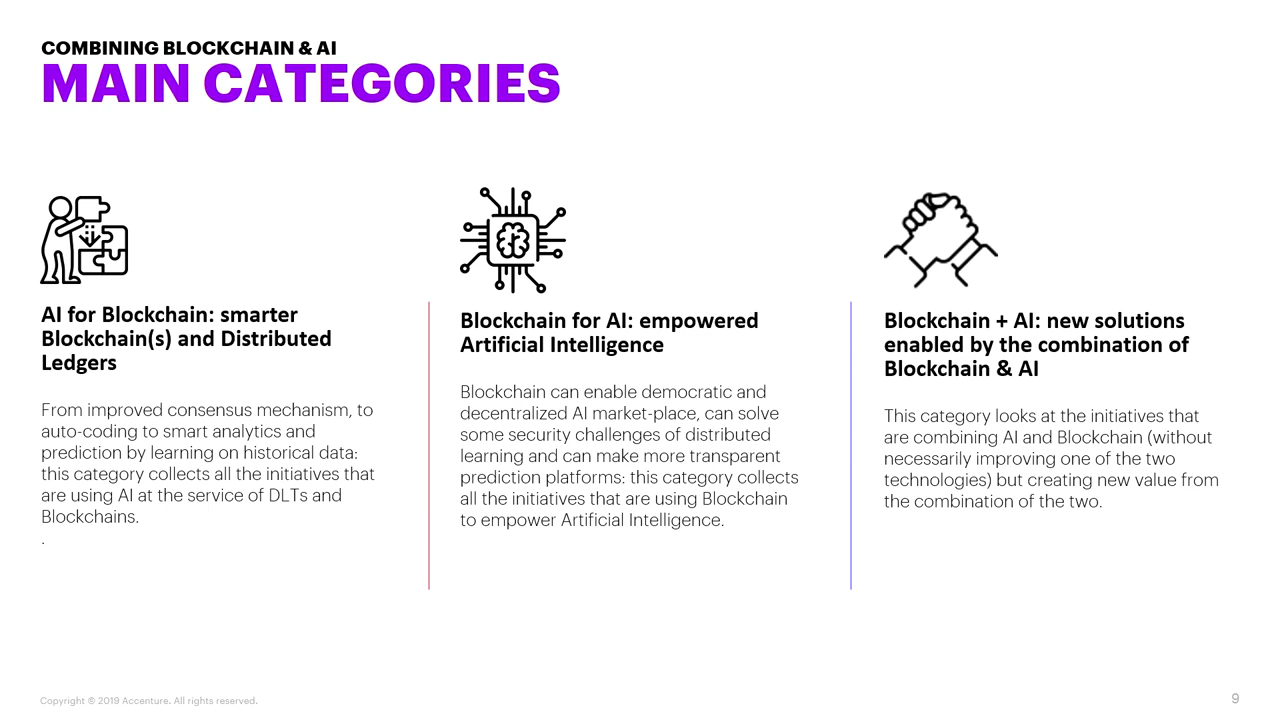 COMBINING BLOCKCHAIN & AI
MAIN CATEGORIES
AI for Blockchain: smarter
Blockchain(s) and Distributed
Ledgers
From improved consensus mechanism, to
auto-coding to smart analytics and
prediction by learning on historical data:
this category collects all the initiatives that
are using AI at the service of DLTs and
Blockchains.
.
Blockchain for AI: empowered
Artificial Intelligence
Blockchain can enable democratic and
decentralized AI market-place, can solve
some security challenges of distributed
learning and can make more transparent
prediction platforms: this category collects
all the initiatives that are using Blockchain
to empower Artificial Intelligence.
Blockchain + AI: new solutions
enabled by the combination of
Blockchain & AI
This category looks at the initiatives that
are combining AI and Blockchain (without
necessarily improving one of the two
technologies) but creating new value from
the combination of the two.
Copyright © 2019 Accenture. All rights reserved.
9